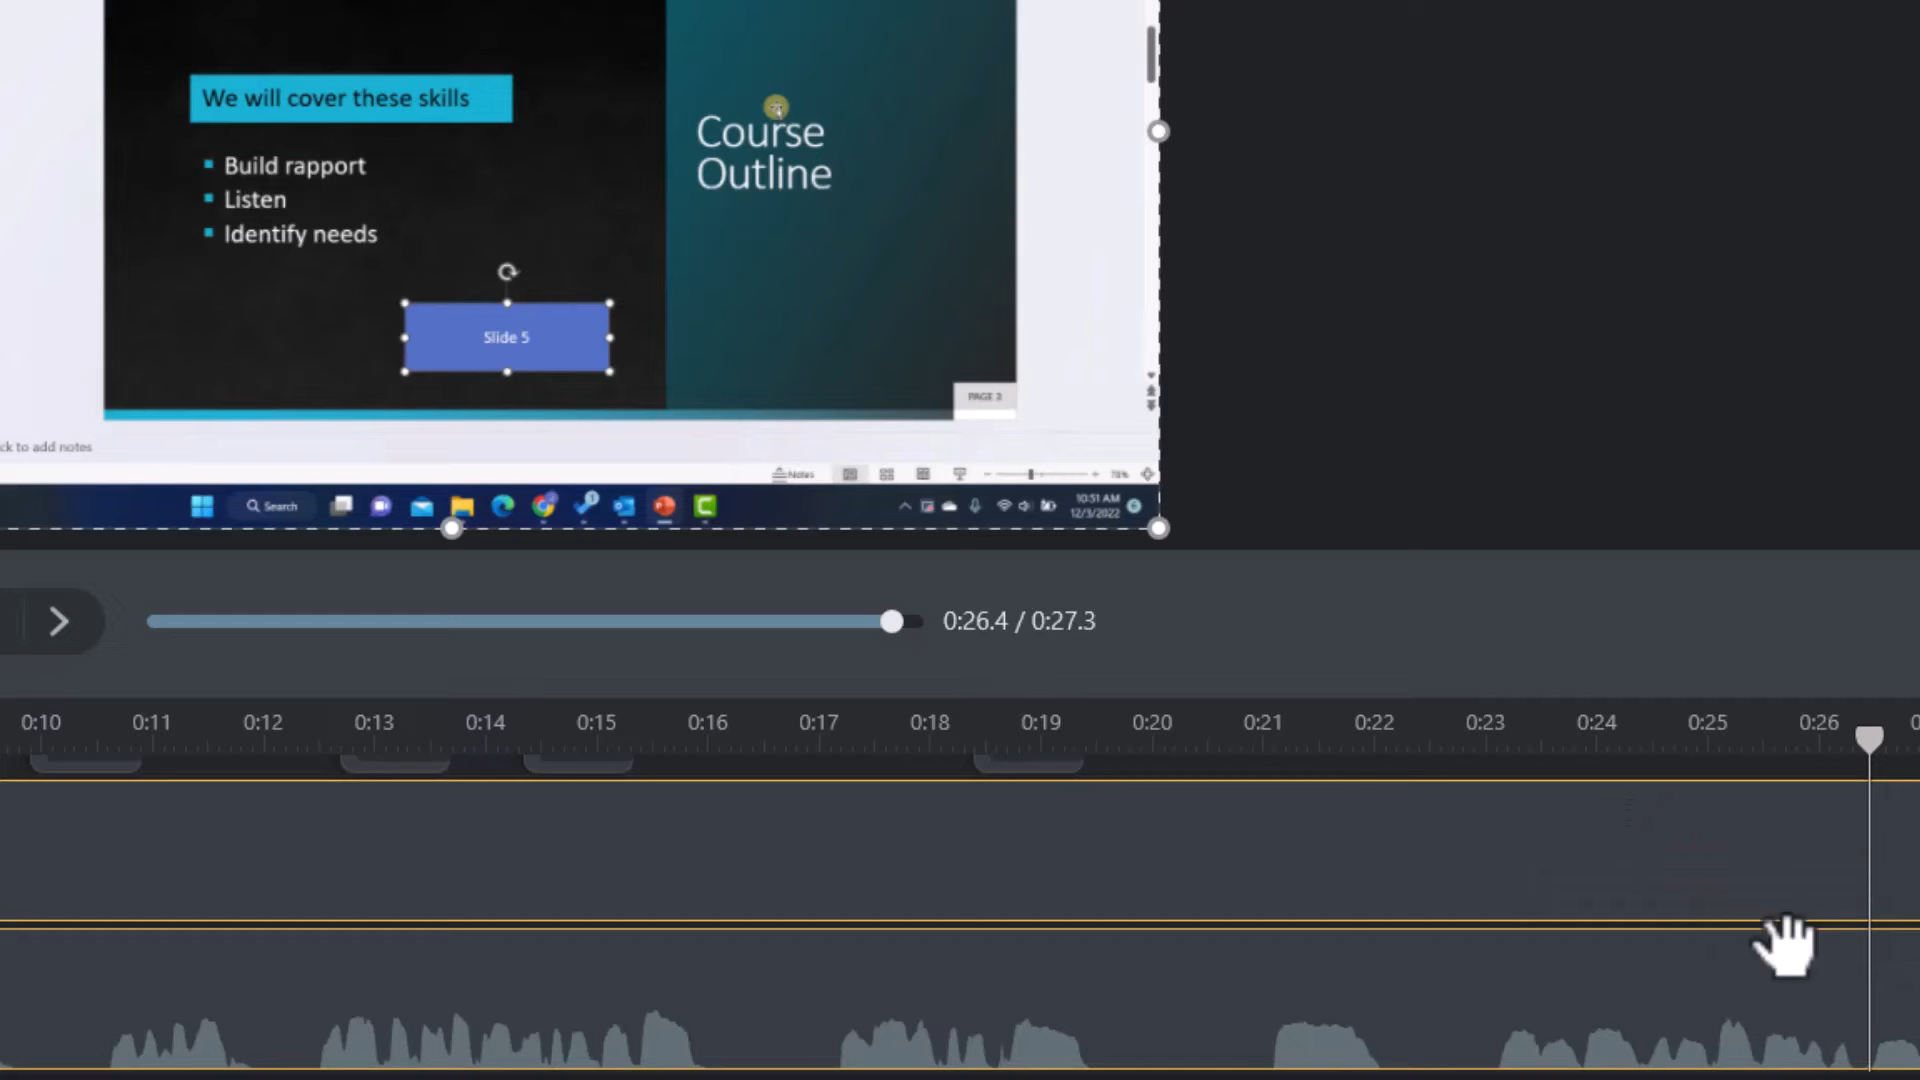 We will cover these skills
Build rapport
Listen
Identify needs
Course
Outline
Slide 5
PAGE 3
ck to add notes
Notes
78%
Search
10:51 AM
12/3/2022
0:26.4 / 0:27.3
0:10 0:11 0:12 0:13 0:14 0:15 0:16 0:17 0:18 0:19 0:20 0:21 0:22 0:23 0:24 0:25 0:26 0